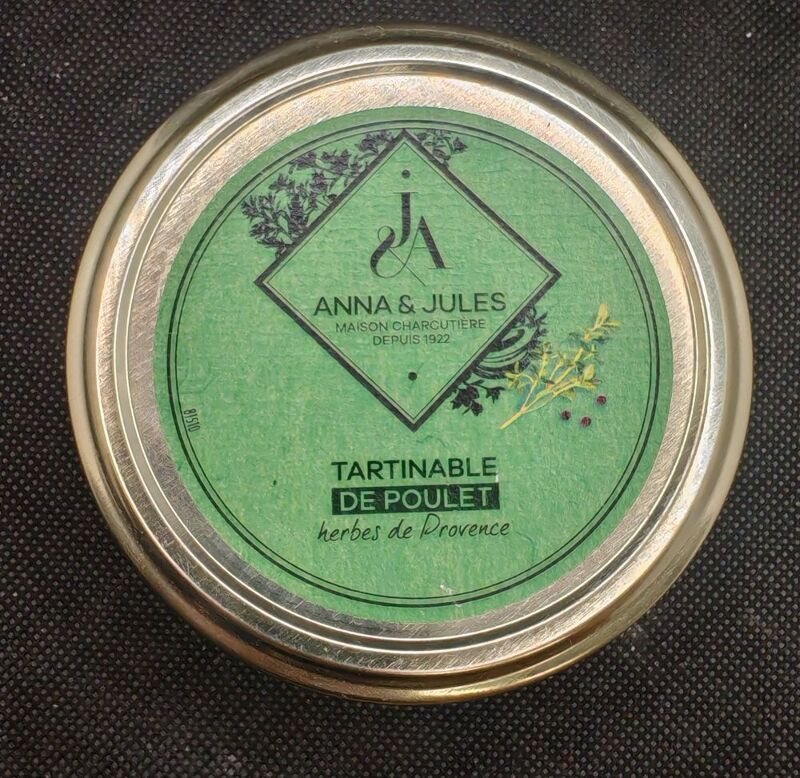 J&A
ANNA & JULES
MAISON CHARCUTIÈRE
DEPUIS 1922
TARTINABLE
DE POULET
herbes de Provence